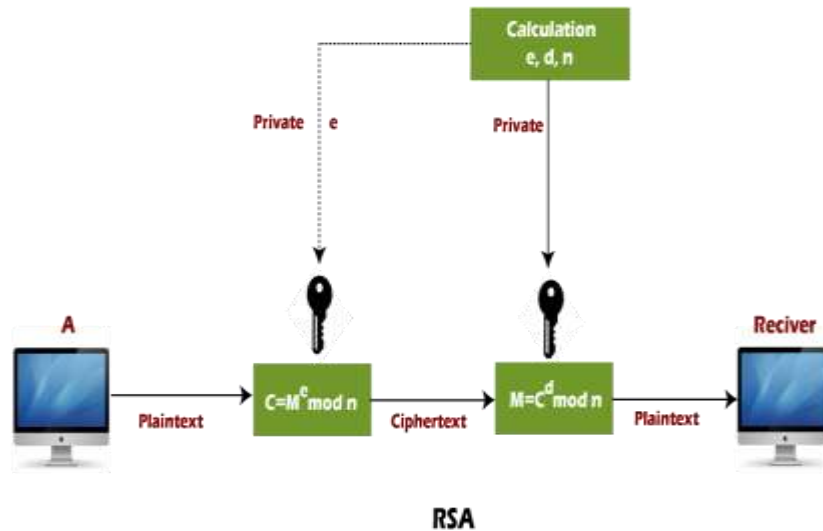 Calculation
e, d, n
Private e
Private
A
Reciver
C=M^e mod n
M=C^d mod n
Plaintext
Ciphertext
Plaintext
RSA